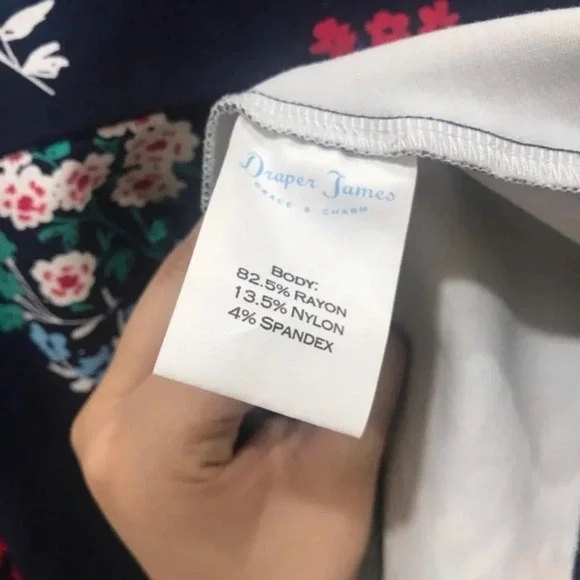 Draper James
GRACE & CHARM
BODY:
82.5% RAYON
13.5% NYLON
4% SPANDEX